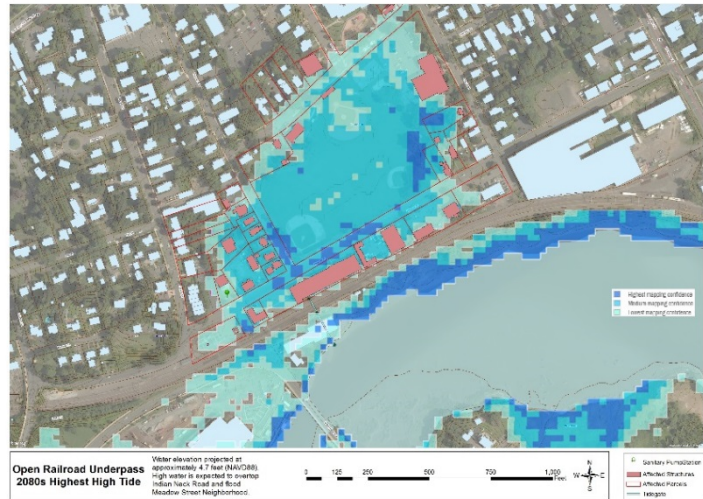 Highest mapping confidence
Medium mapping confidence
Lowest mapping confidence
Open Railroad Underpass
2080s Highest High Tide
Water elevation projected at
approximately 4.7 feet (NAVD88).
High water is expected to overtop
Indian Neck Road and flood
Meadow Street Neighborhood.
0 125 250 500 750 1,000
Feet
N
W E
S
Sanitary PumpStation
Affected Structures
Affected Parcels
Tidegate